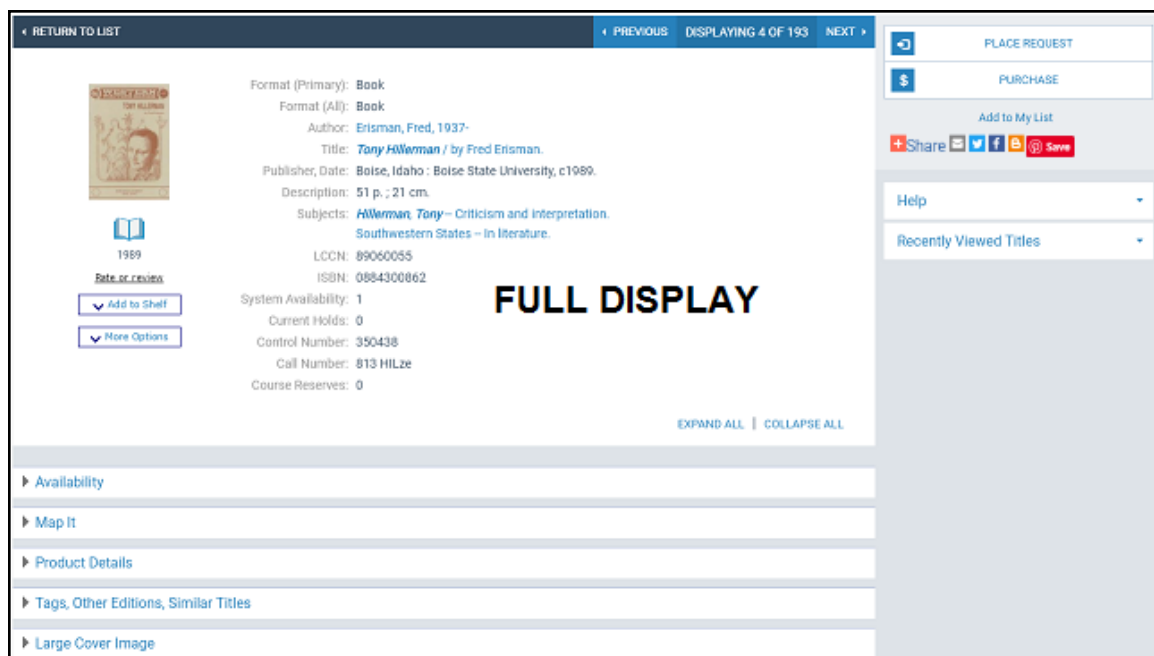 RETURN TO LIST
PREVIOUS DISPLAYING 4 OF 193 NEXT
TONY HILLERMAN
1989
Rate or review
Add to Shelf
More Options
Format (Primary): Book
Format (All): Book
Author: Erisman, Fred, 1937-
Title: Tony Hillerman / by Fred Erisman.
Publisher, Date: Boise, Idaho : Boise State University, c1989.
Description: 51 p. ; 21 cm.
Subjects: Hillerman, Tony -- Criticism and interpretation.
Southwestern States -- In literature.
LCCN: 89060055
ISBN: 0884300862
System Availability: 1
Current Holds: 0
Control Number: 350438
Call Number: 813 HILze
Course Reserves: 0
FULL DISPLAY
EXPAND ALL | COLLAPSE ALL
Availability
Map It
Product Details
Tags, Other Editions, Similar Titles
Large Cover Image
PLACE REQUEST
$ PURCHASE
Add to My List
Share Save
Help
Recently Viewed Titles